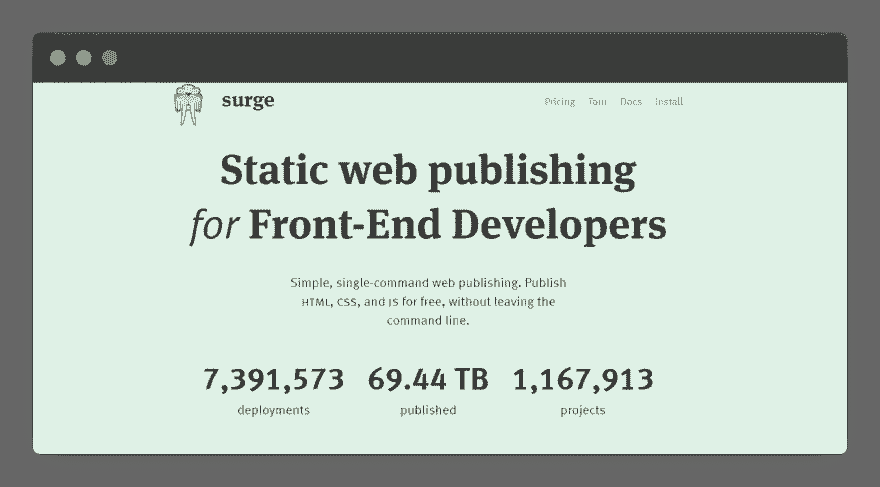 surge
Pricing Tour Docs Install
Static web publishing
for Front-End Developers
Simple, single-command web publishing. Publish
HTML, CSS, and JS for free, without leaving the
command line.
7,391,573 69.44 TB 1,167,913
deployments published projects